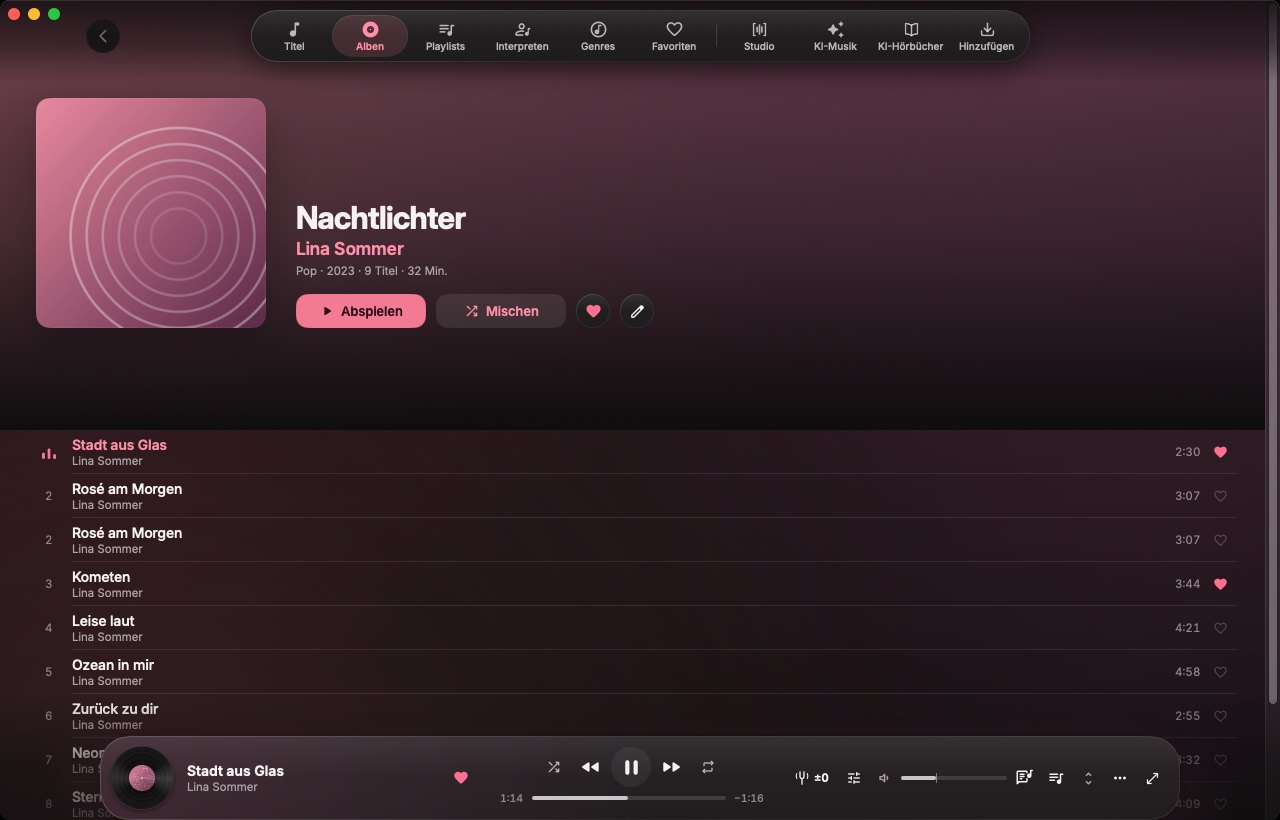 Titel
Alben
Playlists
Interpreten
Genres
Favoriten
Studio
KI-Musik
KI-Hörbücher
Hinzufügen
Nachtlichter
Lina Sommer
Pop · 2023 · 9 Titel · 32 Min.
Abspielen
Mischen
Stadt aus Glas
Lina Sommer
2:30
2
Rosé am Morgen
Lina Sommer
3:07
2
Rosé am Morgen
Lina Sommer
3:07
3
Kometen
Lina Sommer
3:44
4
Leise laut
Lina Sommer
4:21
5
Ozean in mir
Lina Sommer
4:58
6
Zurück zu dir
Lina Sommer
2:55
7
:32
8
4:09
Stadt aus Glas
Lina Sommer
1:14
−1:16
±0